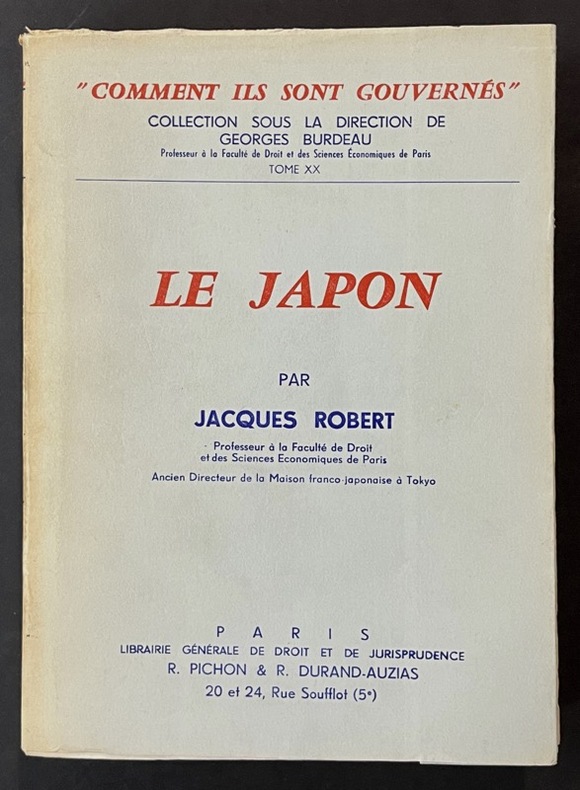 "COMMENT ILS SONT GOUVERNÉS"
COLLECTION SOUS LA DIRECTION DE
GEORGES BURDEAU
Professeur à la Faculté de Droit et des Sciences Économiques de Paris
TOME XX
LE JAPON
PAR
JACQUES ROBERT
Professeur à la Faculté de Droit
et des Sciences Economiques de Paris
Ancien Directeur de la Maison franco-japonaise à Tokyo
PARIS
LIBRAIRIE GÉNÉRALE DE DROIT ET DE JURISPRUDENCE
R. PICHON & R. DURAND-AUZIAS
20 et 24, Rue Soufflot (5ᵉ)